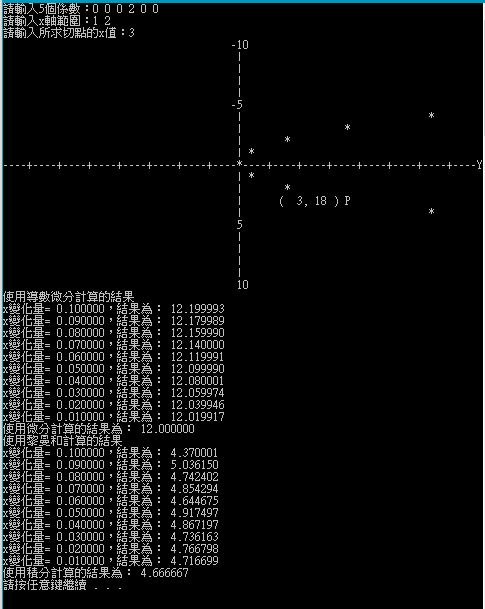 請輸入5個係數:0 0 0 2 0 0
請輸入x軸範圍:1 2
請輸入所求切點的x值:3
-10
-5
Y
( 3, 18 ) P
5
10
使用導數微分計算的結果
x變化量= 0.100000,結果為: 12.199993
x變化量= 0.090000,結果為: 12.179989
x變化量= 0.080000,結果為: 12.159990
x變化量= 0.070000,結果為: 12.140000
x變化量= 0.060000,結果為: 12.119991
x變化量= 0.050000,結果為: 12.099990
x變化量= 0.040000,結果為: 12.080001
x變化量= 0.030000,結果為: 12.059974
x變化量= 0.020000,結果為: 12.039946
x變化量= 0.010000,結果為: 12.019917
使用微分計算的結果為: 12.000000
使用黎曼和計算的結果
x變化量= 0.100000,結果為: 4.370001
x變化量= 0.090000,結果為: 5.036150
x變化量= 0.080000,結果為: 4.742402
x變化量= 0.070000,結果為: 4.854294
x變化量= 0.060000,結果為: 4.644675
x變化量= 0.050000,結果為: 4.917497
x變化量= 0.040000,結果為: 4.867197
x變化量= 0.030000,結果為: 4.736163
x變化量= 0.020000,結果為: 4.766798
x變化量= 0.010000,結果為: 4.716699
使用積分計算的結果為: 4.666667
請按任意鍵繼續 . . .